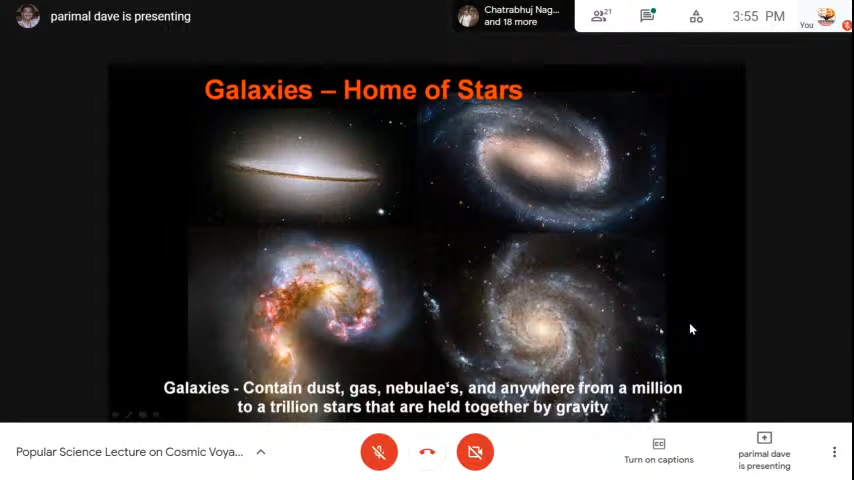 parimal dave is presenting
Chatrabhuj Nag...
and 18 more
21
3:55 PM
You
Galaxies – Home of Stars
Galaxies - Contain dust, gas, nebulae's, and anywhere from a million
to a trillion stars that are held together by gravity
Popular Science Lecture on Cosmic Voya...
CC
Turn on captions
parimal dave
is presenting